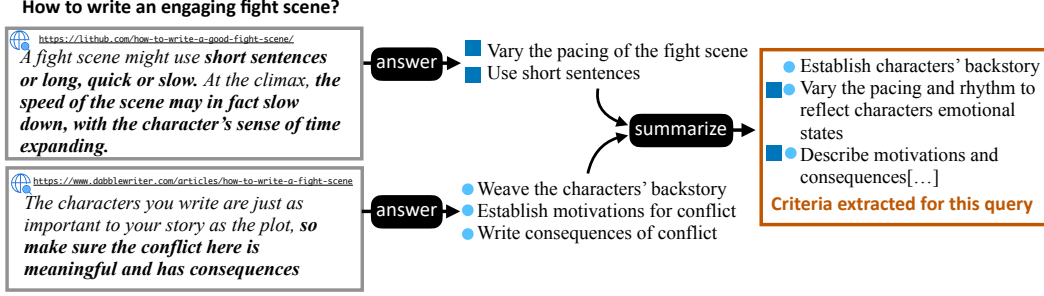 How to write an engaging fight scene?
https://lithub.com/how-to-write-a-good-fight-scene/
A fight scene might use short sentences
or long, quick or slow. At the climax, the
speed of the scene may in fact slow
down, with the character's sense of time
expanding.
answer
Vary the pacing of the fight scene
Use short sentences
https://www.dabblewriter.com/articles/how-to-write-a-fight-scene
The characters you write are just as
important to your story as the plot, so
make sure the conflict here is
meaningful and has consequences
answer
Weave the characters' backstory
Establish motivations for conflict
Write consequences of conflict
summarize
Establish characters' backstory
Vary the pacing and rhythm to
reflect characters emotional
states
Describe motivations and
consequences[…]
Criteria extracted for this query